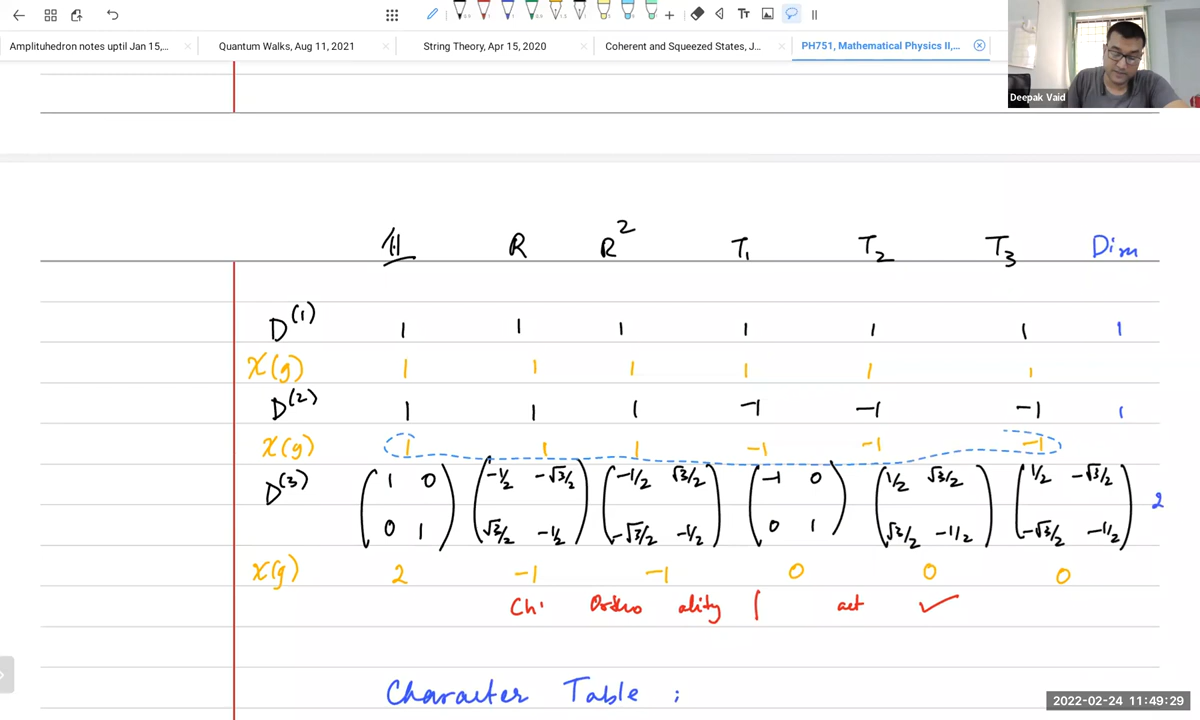 Amplituhedron notes uptil Jan 15,...
Quantum Walks, Aug 11, 2021
String Theory, Apr 15, 2020
Coherent and Squeezed States, J...
PH751, Mathematical Physics II,...
Deepak Vaid
𝟙 R R² T₁ T₂ T₃ Dim
D⁽¹⁾ 1 1 1 1 1 1 1
χ(g) 1 1 1 1 1 1
D⁽²⁾ 1 1 1 -1 -1 -1 1
χ(g) 1 1 1 -1 -1 -1
D⁽³⁾ (1 0) (-1/2 -√3/2) (-1/2 √3/2) (-1 0) (1/2 √3/2) (1/2 -√3/2) 2
(0 1) (√3/2 -1/2) (-√3/2 -1/2) (0 1) (√3/2 -1/2) (-√3/2 -1/2)
χ(g) 2 -1 -1 0 0 0
Ortho ality act ✓
Character Table :
2022-02-24 11:49:29